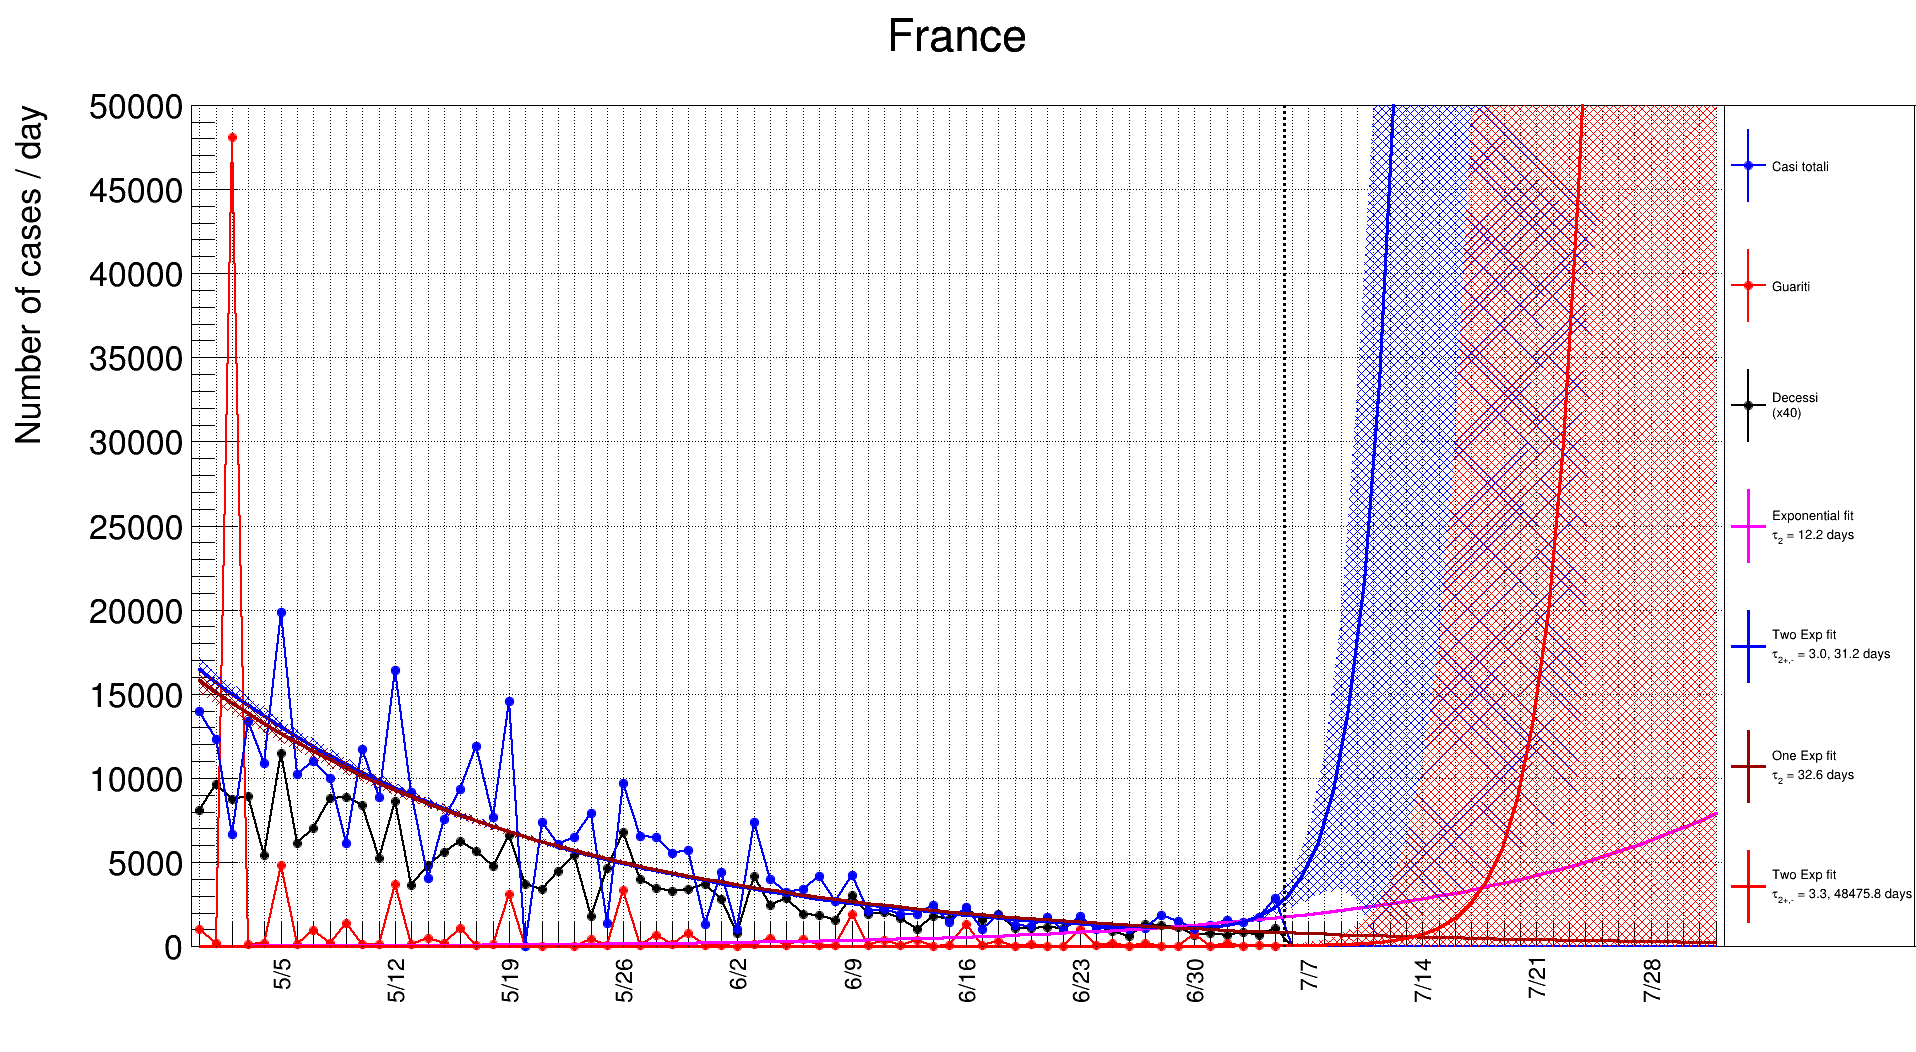 France
Number of cases / day
50000
45000
40000
35000
30000
25000
20000
15000
10000
5000
0
5/5
5/12
5/19
5/26
6/2
6/9
6/16
6/23
6/30
7/7
7/14
7/21
7/28
Casi totali
Guariti
Decessi
(x40)
Exponential fit
τ2 = 12.2 days
Two Exp fit
τ2+,- = 3.0, 31.2 days
One Exp fit
τ2 = 32.6 days
Two Exp fit
τ2+,- = 3.3, 48475.8 days